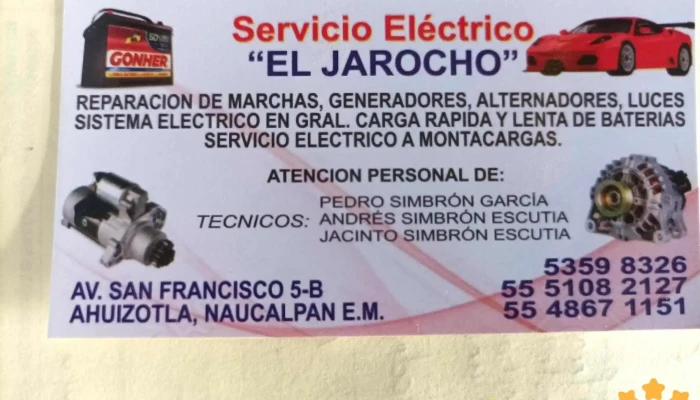 Servicio Eléctrico
"EL JAROCHO"
GONHER
REPARACION DE MARCHAS, GENERADORES, ALTERNADORES, LUCES
SISTEMA ELECTRICO EN GRAL. CARGA RAPIDA Y LENTA DE BATERIAS
SERVICIO ELECTRICO A MONTACARGAS.
ATENCION PERSONAL DE:
PEDRO SIMBRÓN GARCÍA
TECNICOS: ANDRÉS SIMBRÓN ESCUTIA
JACINTO SIMBRÓN ESCUTIA
AV. SAN FRANCISCO 5-B
AHUIZOTLA, NAUCALPAN E.M.
5359 8326
55 5108 2127
55 4867 1151